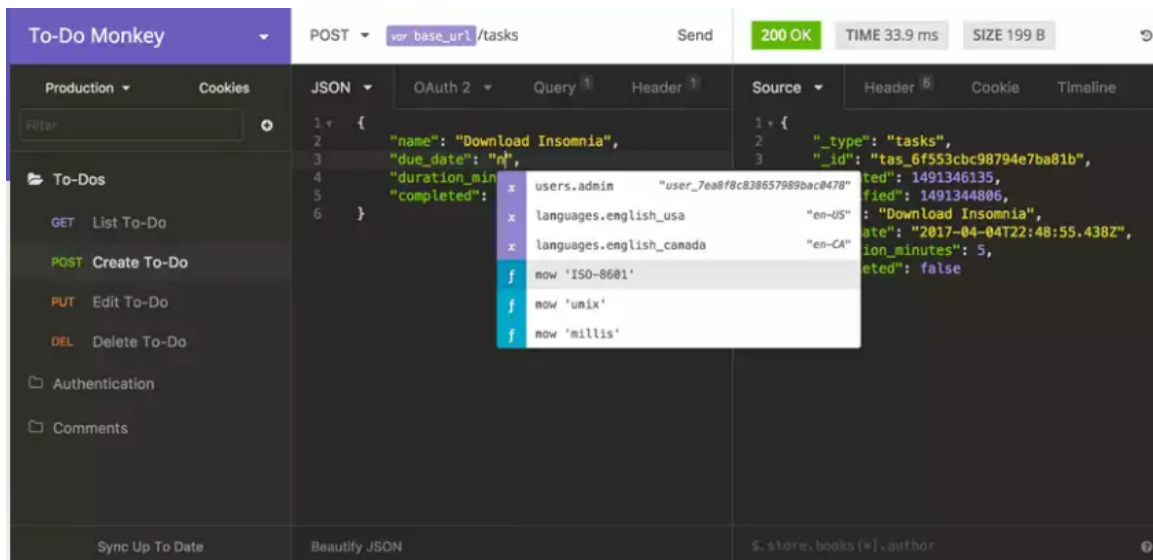 To-Do Monkey
Production
Cookies
Filter
To-Dos
GET List To-Do
POST Create To-Do
PUT Edit To-Do
DEL Delete To-Do
Authentication
Comments
Sync Up To Date
POST var base_url /tasks Send
JSON OAuth 2 Query 1 Header 1
1 {
2 "name": "Download Insomnia",
3 "due_date": "n",
4 "duration_min
5 "completed":
6 }
x users.admin "user_7ea8f8c838657989bac0478"
x languages.english_usa "en-US"
x languages.english_canada "en-CA"
f now 'ISO-8601'
f now 'unix'
f now 'millis'
Beautify JSON
200 OK TIME 33.9 ms SIZE 199 B
Source Header 6 Cookie Timeline
1 {
2 "_type": "tasks",
3 "_id": "tas_6f553cbc98794e7ba81b",
ted": 1491346135,
fied": 1491344806,
: "Download Insomnia",
ate": "2017-04-04T22:48:55.438Z",
ion_minutes": 5,
eted": false
$.store.books[*].author